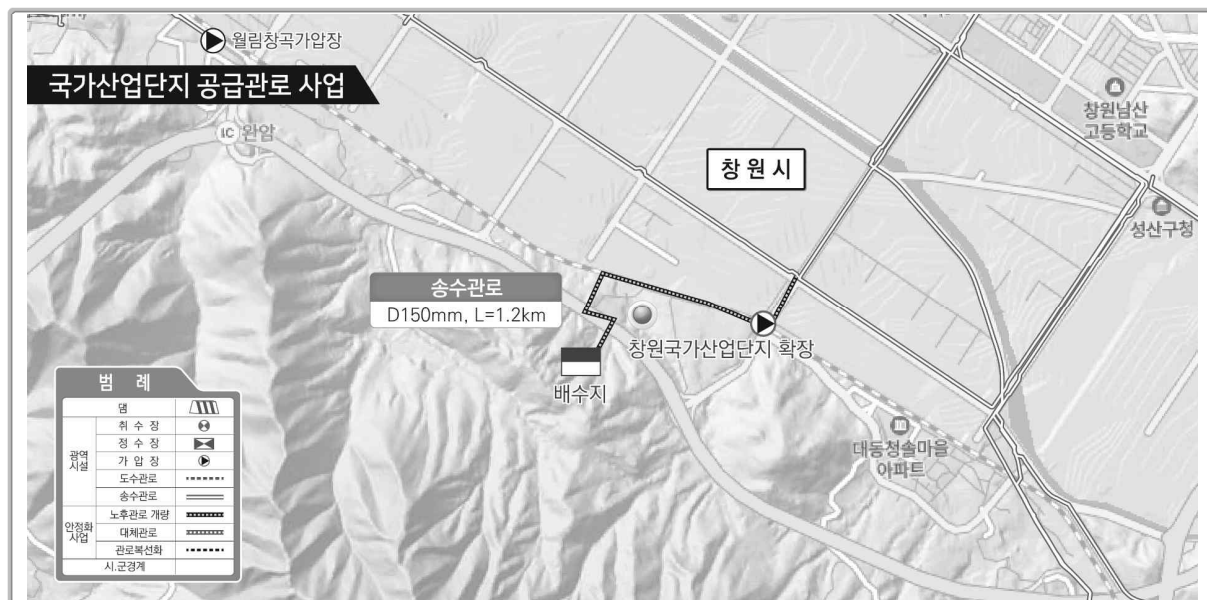 월림창곡가압장
국가산업단지 공급관로 사업
IC 완암
창원남산
고등학교
창 원 시
성산구청
송수관로
D150mm, L=1.2km
창원국가산업단지 확장
배수지
대동청솔마을
아파트
범 례
댐
광역
시설
취 수 장
정 수 장
가 압 장
도수관로
송수관로
안정화
사업
노후관로 개량
대체관로
관로복선화
시.군경계